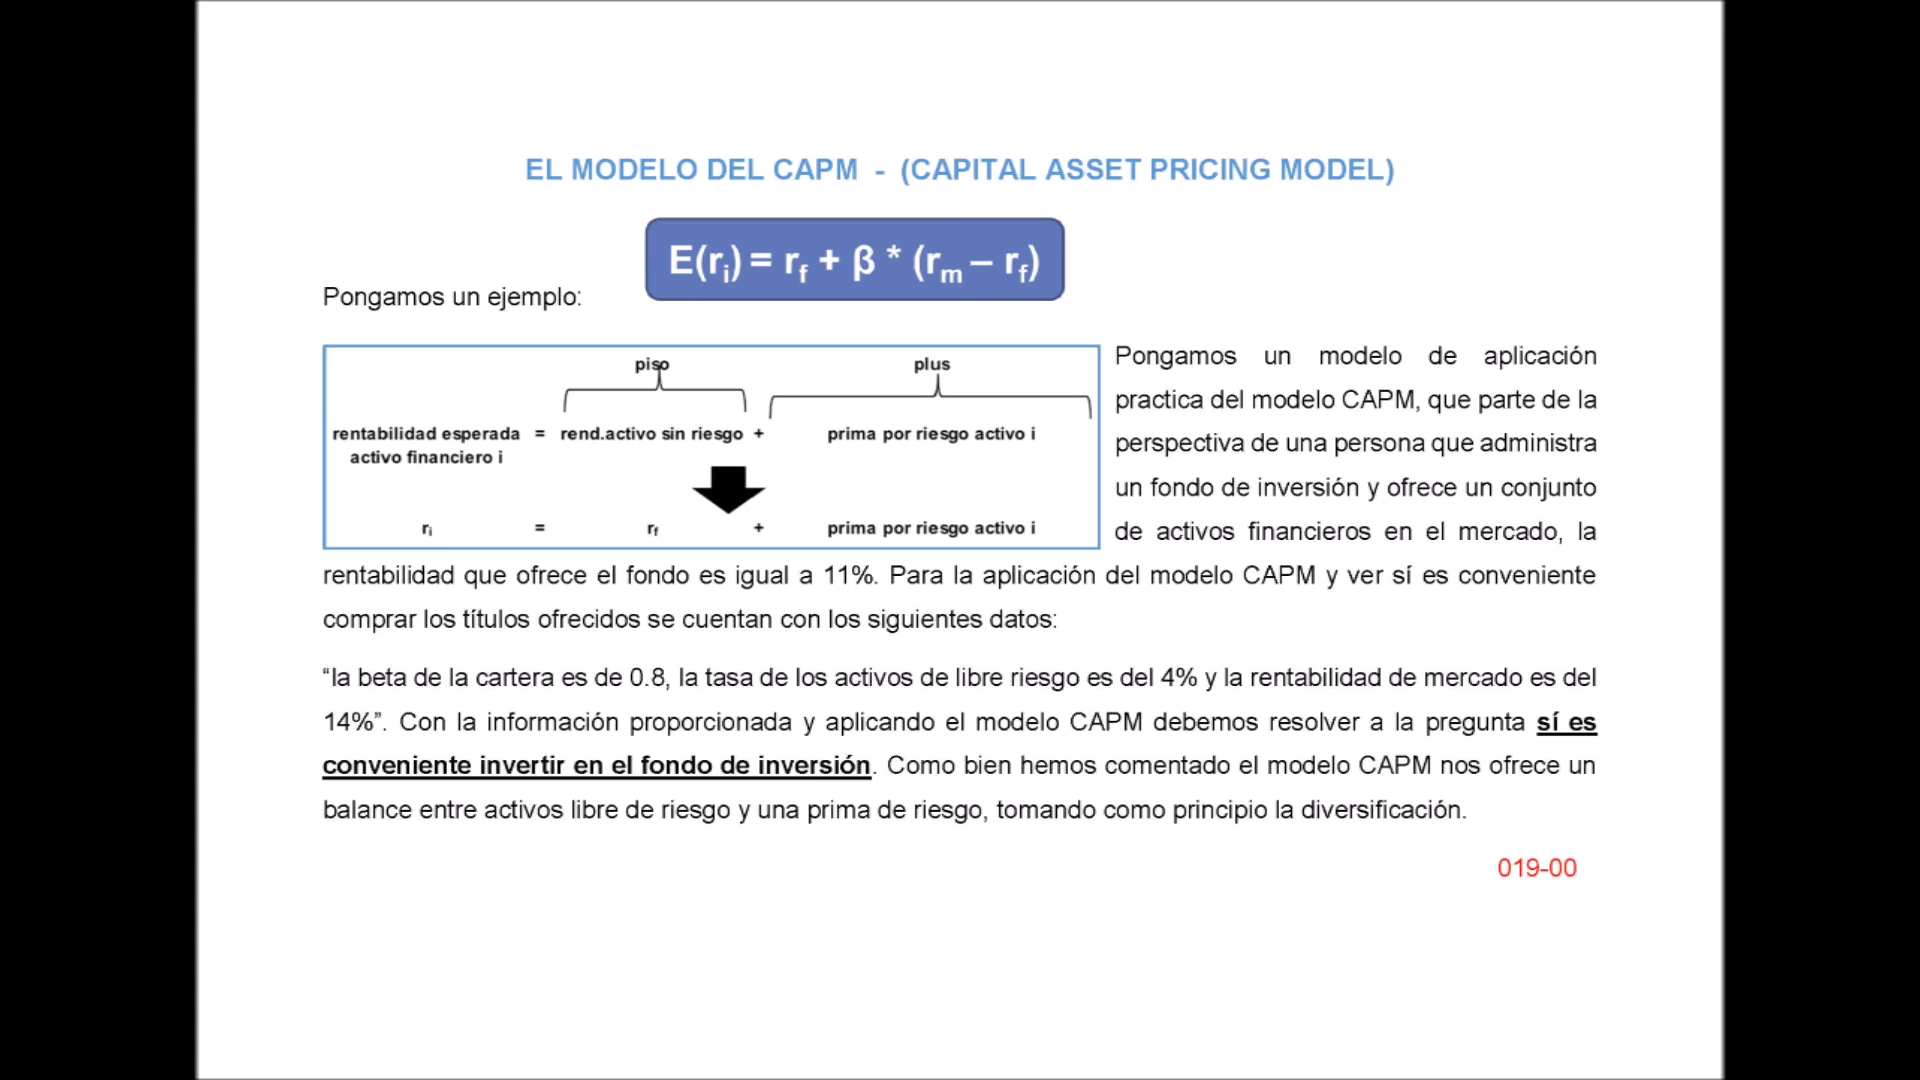 EL MODELO DEL CAPM - (CAPITAL ASSET PRICING MODEL)
E(ri) = rf + β * (rm – rf)
Pongamos un ejemplo:
piso plus
rentabilidad esperada = rend.activo sin riesgo + prima por riesgo activo i
activo financiero i
ri = rf + prima por riesgo activo i
Pongamos un modelo de aplicación
practica del modelo CAPM, que parte de la
perspectiva de una persona que administra
un fondo de inversión y ofrece un conjunto
de activos financieros en el mercado, la
rentabilidad que ofrece el fondo es igual a 11%. Para la aplicación del modelo CAPM y ver sí es conveniente
comprar los títulos ofrecidos se cuentan con los siguientes datos:
“la beta de la cartera es de 0.8, la tasa de los activos de libre riesgo es del 4% y la rentabilidad de mercado es del
14%”. Con la información proporcionada y aplicando el modelo CAPM debemos resolver a la pregunta sí es
conveniente invertir en el fondo de inversión. Como bien hemos comentado el modelo CAPM nos ofrece un
balance entre activos libre de riesgo y una prima de riesgo, tomando como principio la diversificación.
019-00